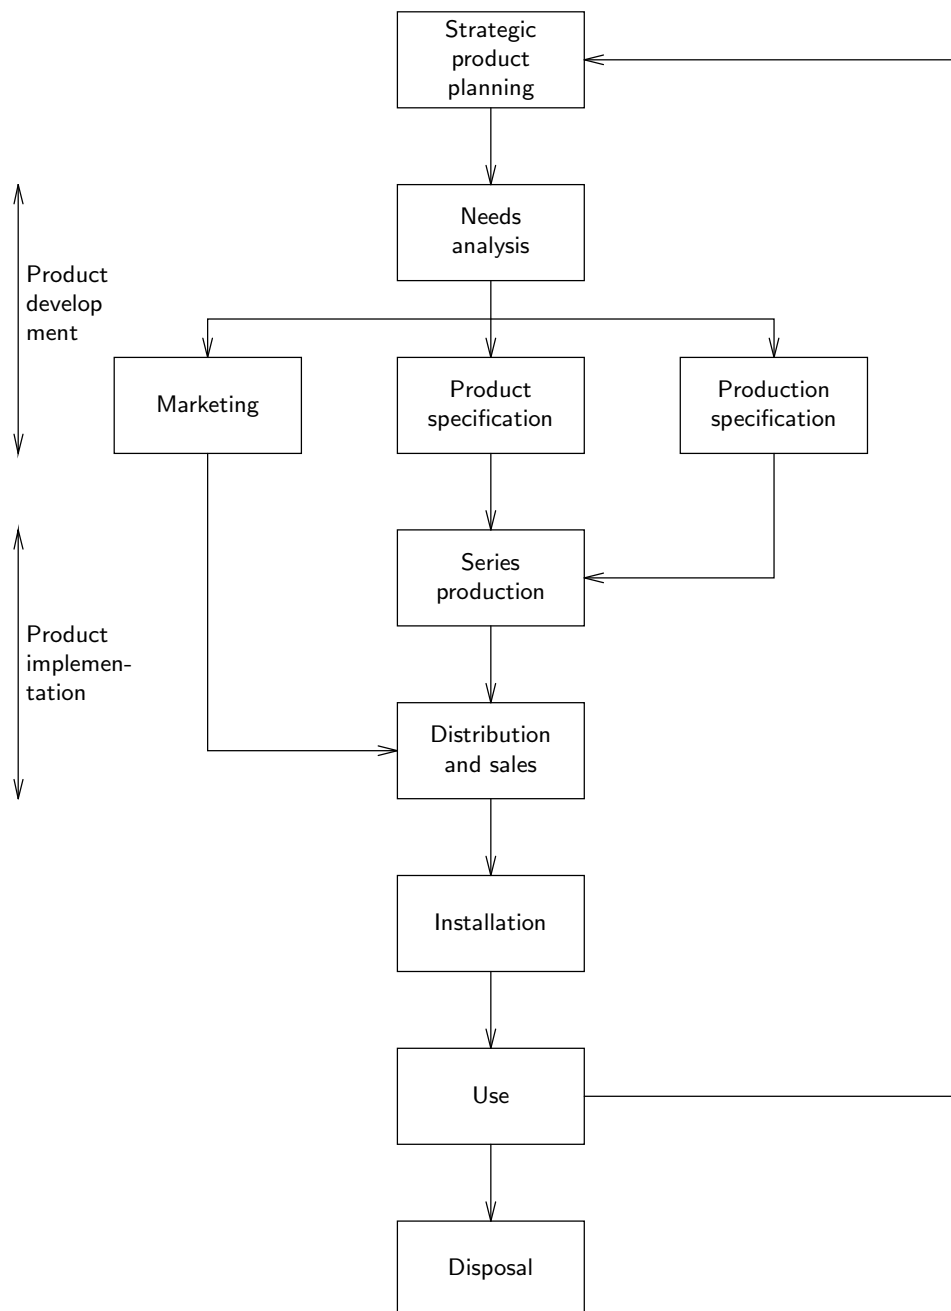 Strategic
product
planning
Needs
analysis
Product
develop
ment
Marketing
Product
specification
Production
specification
Series
production
Product
implemen-
tation
Distribution
and sales
Installation
Use
Disposal